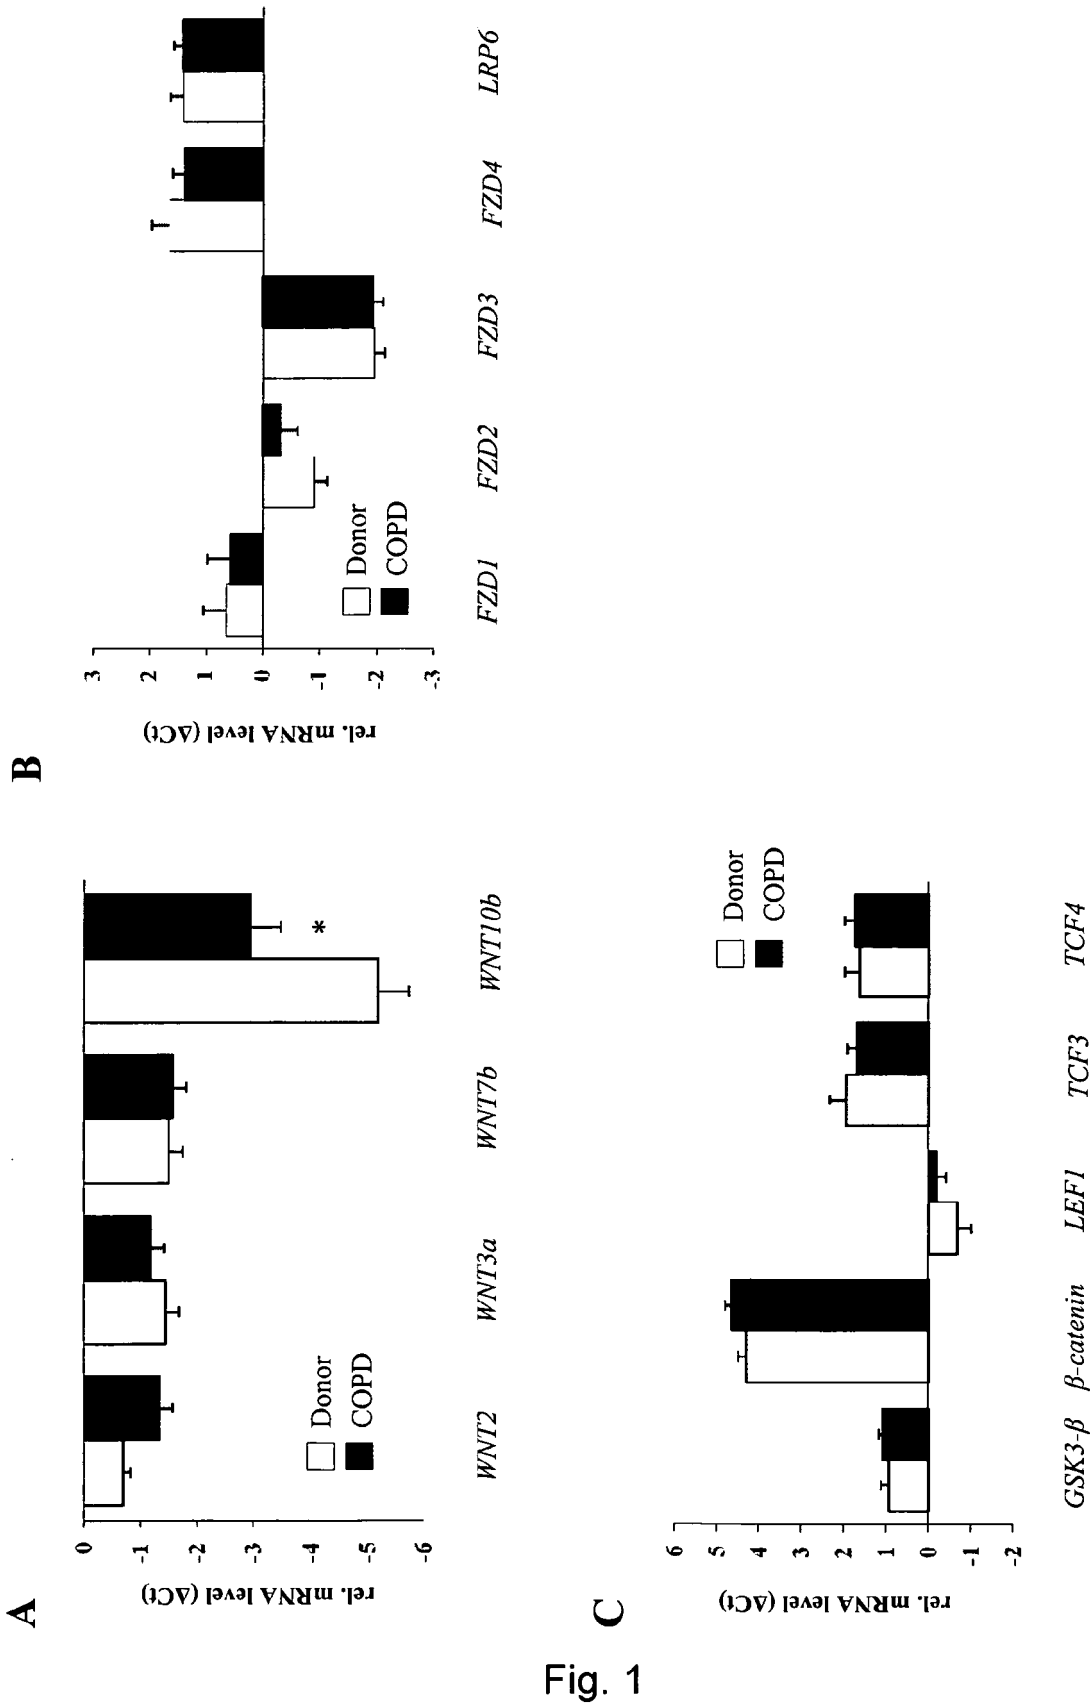 A
rel. mRNA level (ΔCt)
0
-1
-2
-3
-4
-5
-6
Donor
COPD
WNT2
WNT3a
WNT7b
WNT10b
*
B
rel. mRNA level (ΔCt)
3
2
1
0
-1
-2
-3
Donor
COPD
FZD1
FZD2
FZD3
FZD4
LRP6
C
rel. mRNA level (ΔCt)
6
5
4
3
2
1
0
-1
-2
Donor
COPD
GSK3-β
β-catenin
LEF1
TCF3
TCF4
Fig. 1